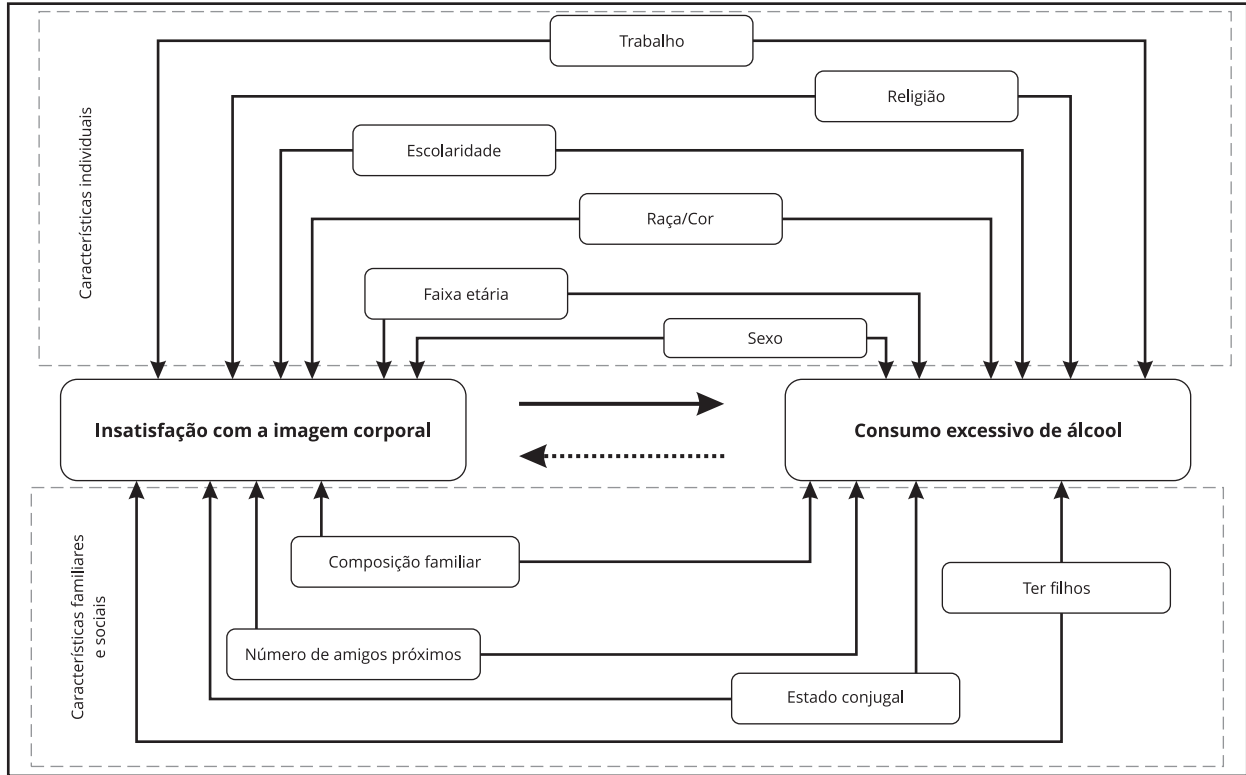 Trabalho
Religião
Escolaridade
Raça/Cor
Faixa etária
Sexo
Características individuais
Insatisfação com a imagem corporal
Consumo excessivo de álcool
Características familiares
e sociais
Composição familiar
Ter filhos
Número de amigos próximos
Estado conjugal